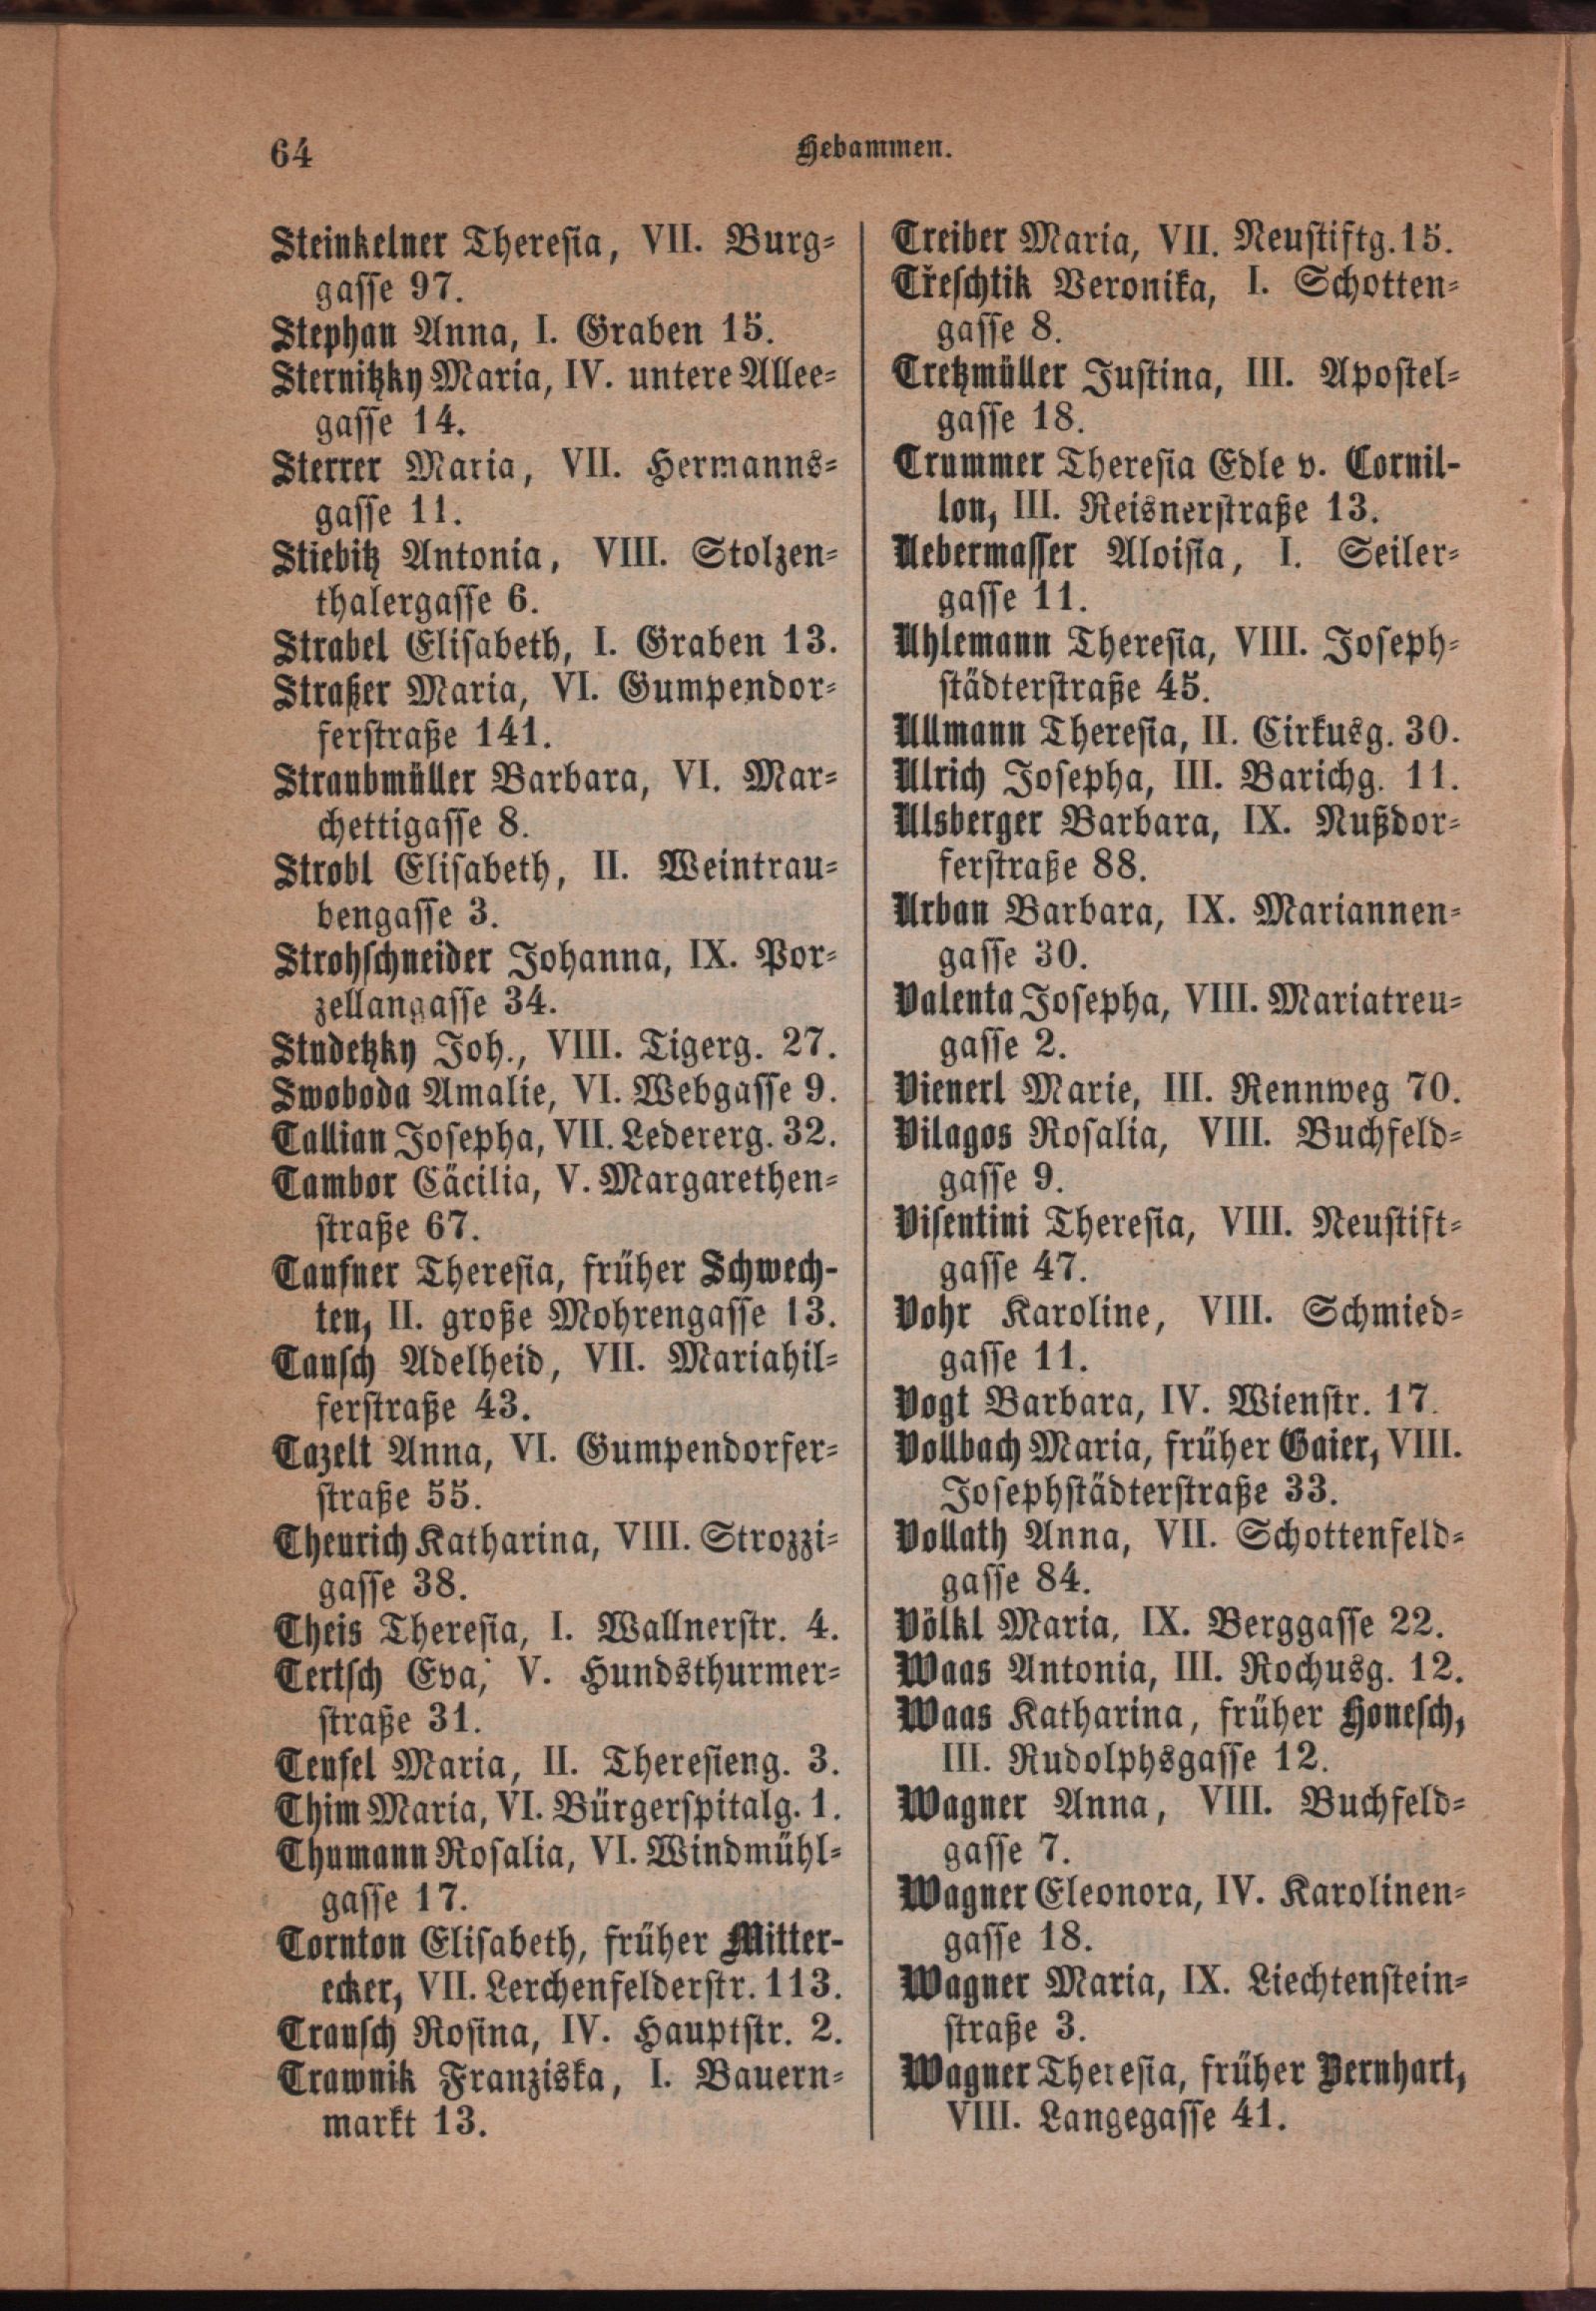 64
Hebammen.
Steinkelner Theresia, VII. Burg-
gasse 97.
Stephan Anna, I. Graben 15.
Sternitzky Maria, IV. untere Allee-
gasse 14.
Sterrer Maria, VII. Hermanns-
gasse 11.
Stiebitz Antonia, VIII. Stolzen-
thalergasse 6.
Strabel Elisabeth, I. Graben 13.
Straßer Maria, VI. Gumpendor-
ferstraße 141.
Straubmüller Barbara, VI. Mar-
chettigasse 8.
Strobl Elisabeth, II. Weintrau-
bengasse 3.
Strohschneider Johanna, IX. Por-
zellangasse 34.
Studetzky Joh., VIII. Tigerg. 27.
Swoboda Amalie, VI. Webgasse 9.
Tallian Josepha, VII. Ledererg. 32.
Tambor Cäcilia, V. Margarethen-
straße 67.
Taufner Theresia, früher Schwech-
ten, II. große Mohrengasse 13.
Tausch Adelheid, VII. Mariahil-
ferstraße 43.
Tazelt Anna, VI. Gumpendorfer-
straße 55.
Theurich Katharina, VIII. Strozzi-
gasse 38.
Theis Theresia, I. Wallnerstr. 4.
Tertsch Eva, V. Hundsthurmer-
straße 31.
Teufel Maria, II. Theresieng. 3.
Thim Maria, VI. Bürgerspitalg. 1.
Thumann Rosalia, VI. Windmühl-
gasse 17.
Tornton Elisabeth, früher Mitter-
ecker, VII. Lerchenfelderstr. 113.
Trausch Rosina, IV. Hauptstr. 2.
Trawnik Franziska, I. Bauern-
markt 13.
Treiber Maria, VII. Neustiftg. 15.
Třeschtik Veronika, I. Schotten-
gasse 8.
Tretzmüller Justina, III. Apostel-
gasse 18.
Trummer Theresia Edle v. Cornil-
lon, III. Reisnerstraße 13.
Uebermasser Aloisia, I. Seiler-
gasse 11.
Uhlemann Theresia, VIII. Joseph-
städterstraße 45.
Ullmann Theresia, II. Cirkusg. 30.
Ulrich Josepha, III. Barichg. 11.
Ulsberger Barbara, IX. Nußdor-
ferstraße 88.
Urban Barbara, IX. Mariannen-
gasse 30.
Valenta Josepha, VIII. Mariatreu-
gasse 2.
Vienerl Marie, III. Rennweg 70.
Vilagos Rosalia, VIII. Buchfeld-
gasse 9.
Visentini Theresia, VIII. Neustift-
gasse 47.
Vohr Karoline, VIII. Schmied-
gasse 11.
Vogt Barbara, IV. Wienstr. 17.
Vollbach Maria, früher Gaier, VIII.
Josephstädterstraße 33.
Vollath Anna, VII. Schottenfeld-
gasse 84.
Völkl Maria, IX. Berggasse 22.
Waas Antonia, III. Rochusg. 12.
Waas Katharina, früher Honesch,
III. Rudolphsgasse 12.
Wagner Anna, VIII. Buchfeld-
gasse 7.
Wagner Eleonora, IV. Karolinen-
gasse 18.
Wagner Maria, IX. Liechtenstein-
straße 3.
Wagner Theresia, früher Bernhart,
VIII. Langegasse 41.